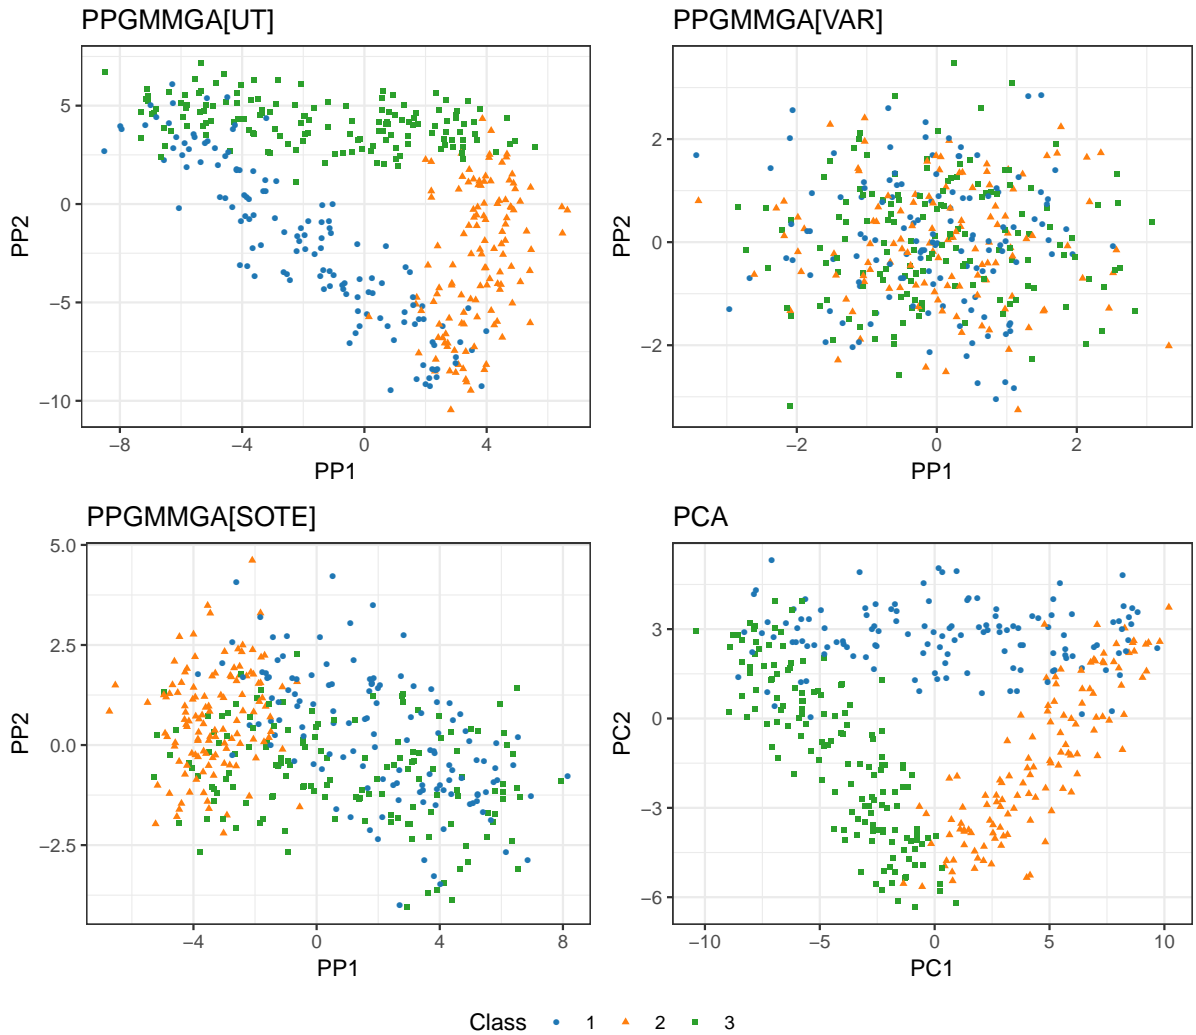 PPGMMGA[UT]
5
0
−5
−10
PP2
−8
−4
0
4
PP1
PPGMMGA[VAR]
2
0
−2
PP2
−2
0
2
PP1
PPGMMGA[SOTE]
5.0
2.5
0.0
−2.5
PP2
−4
0
4
8
PP1
PCA
3
0
−3
−6
PC2
−10
−5
0
5
10
PC1
Class 1 2 3